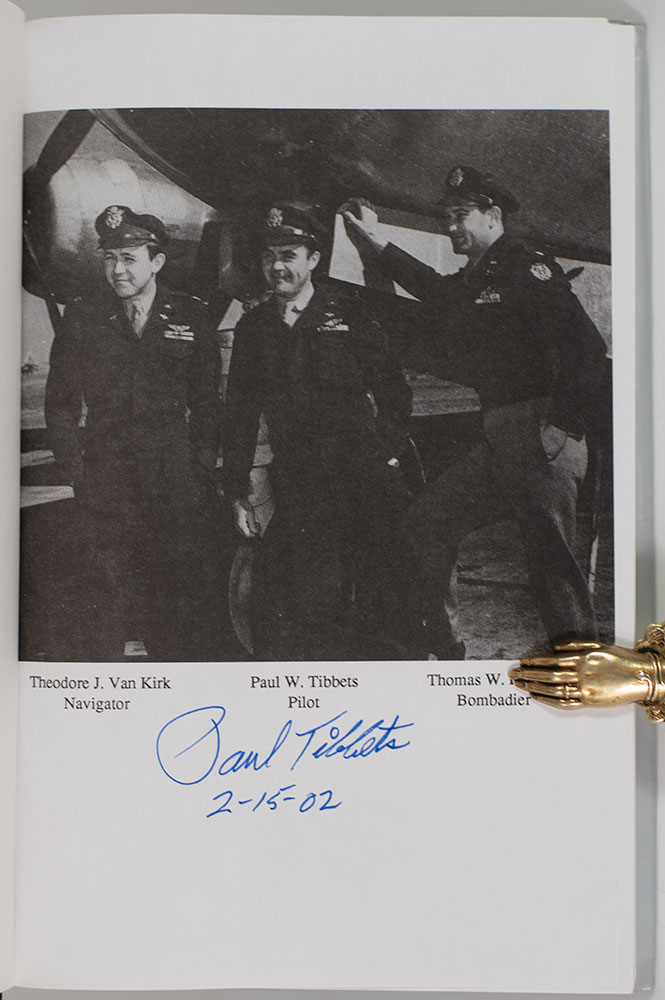 Theodore J. Van Kirk Paul W. Tibbets Thomas W.
Navigator Pilot Bombadier
Paul Tibbets
2-15-02